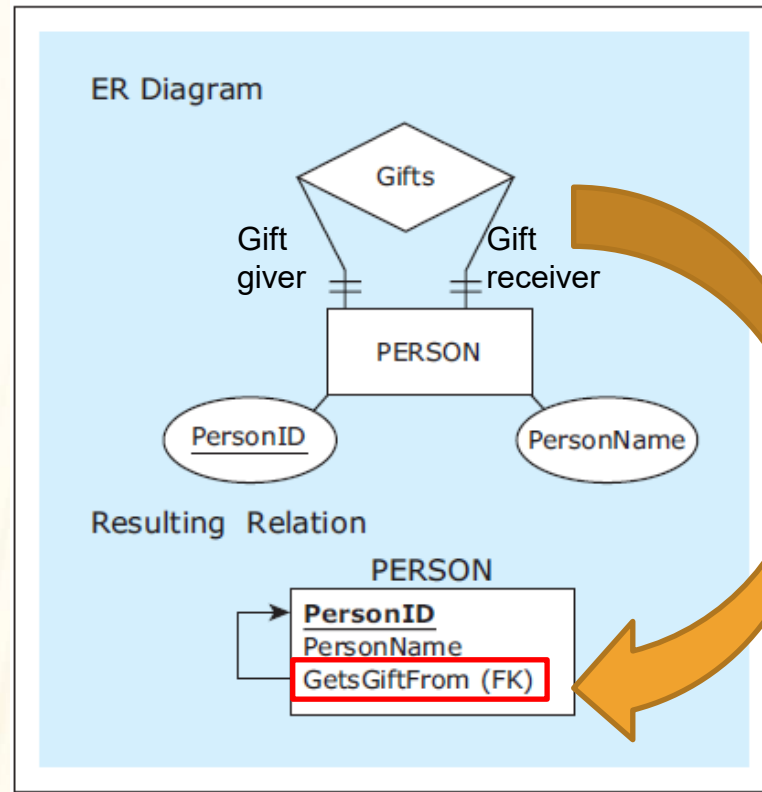 ER Diagram
Gifts
Gift
giver
Gift
receiver
PERSON
PersonID
PersonName
Resulting Relation
PERSON
PersonID
PersonName
GetsGiftFrom (FK)